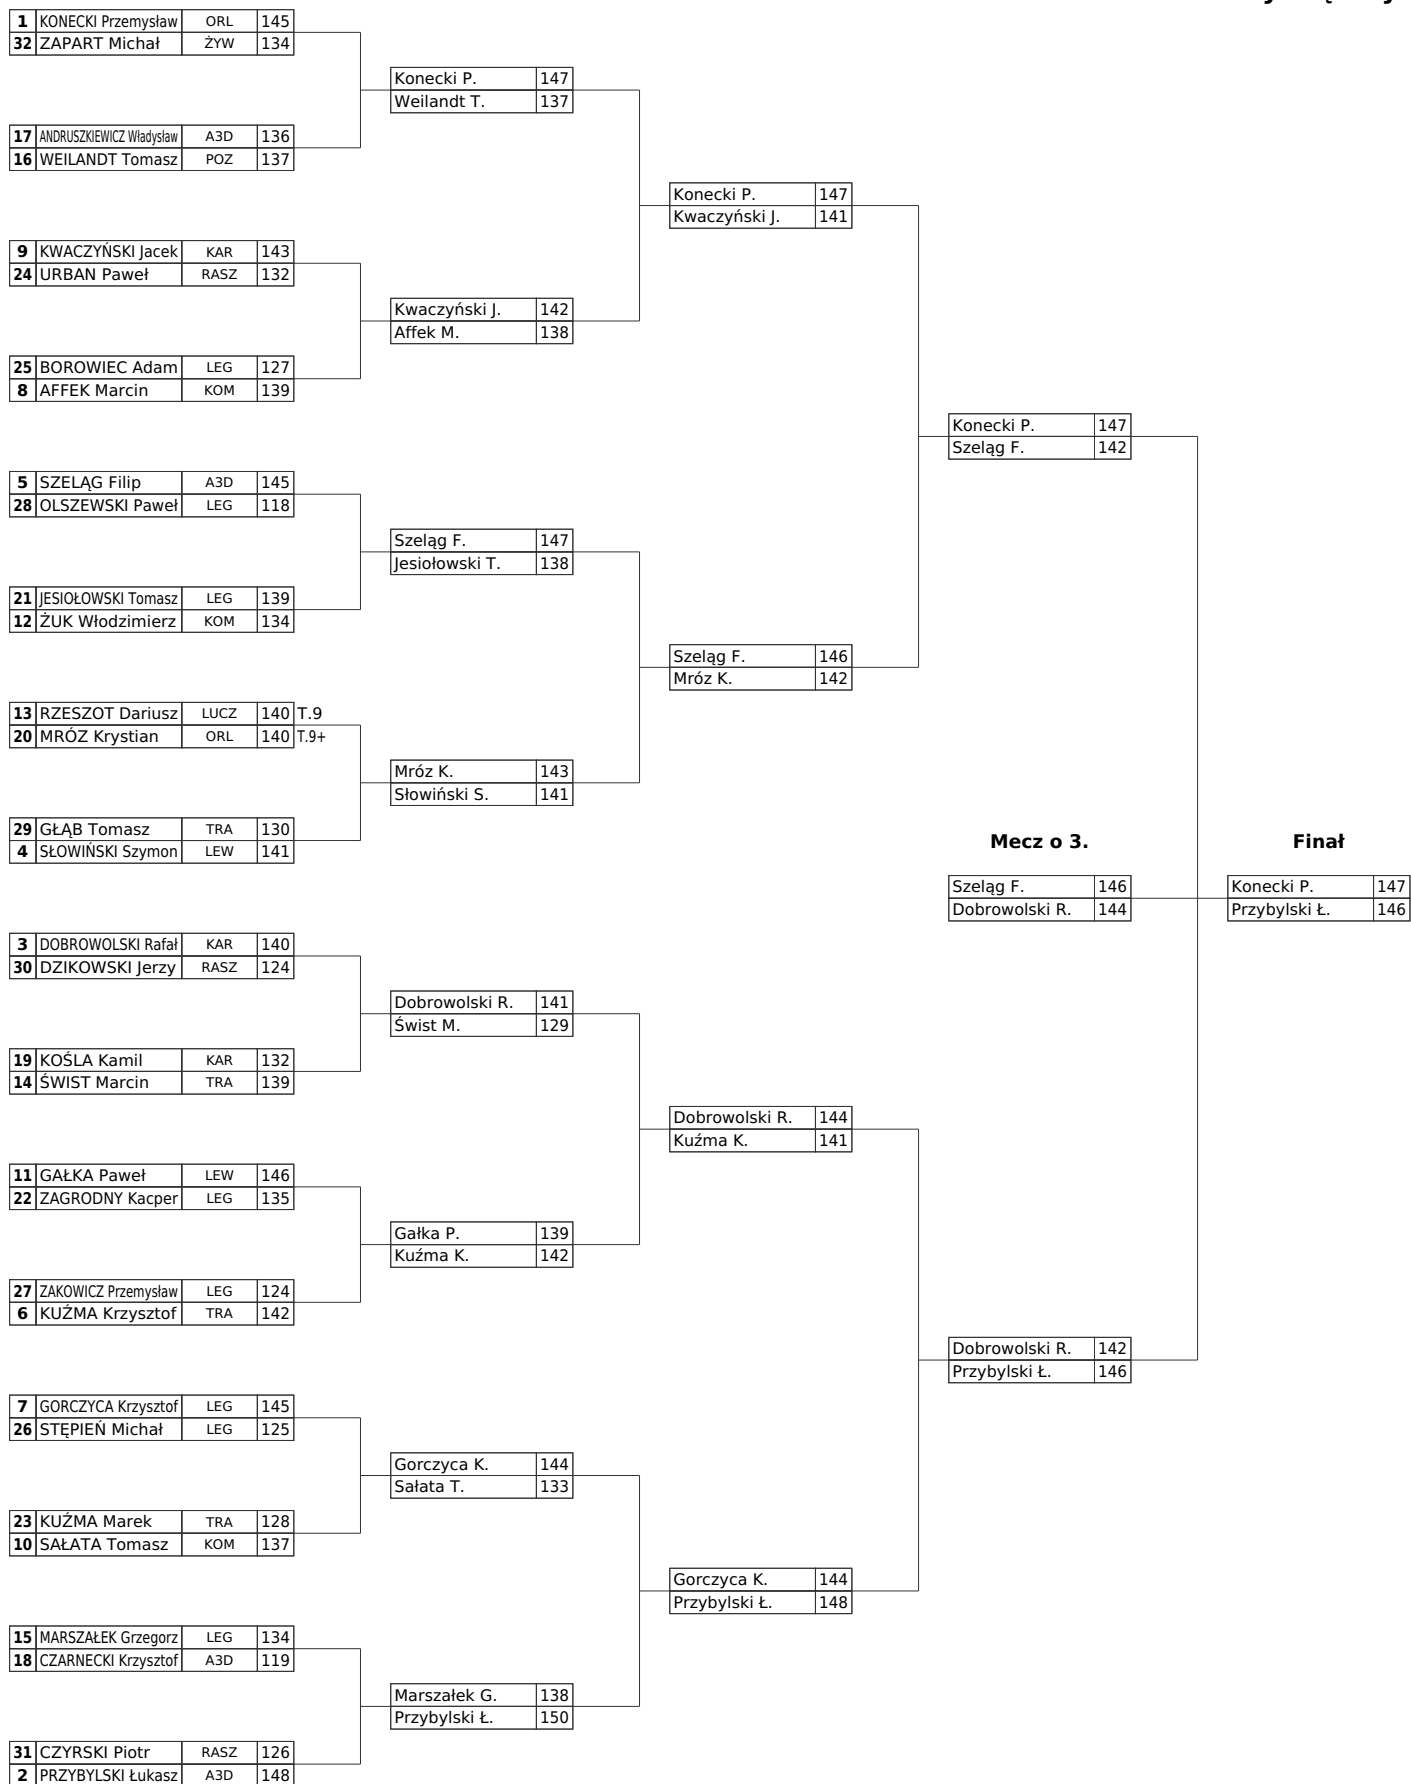 1 KONECKI Przemysław ORL 145
32 ZAPART Michał ŻYW 134
Konecki P. 147
Weilandt T. 137
17 ANDRUSZKIEWICZ Władysław A3D 136
16 WEILANDT Tomasz POZ 137
Konecki P. 147
Kwaczyński J. 141
9 KWACZYŃSKI Jacek KAR 143
24 URBAN Paweł RASZ 132
Kwaczyński J. 142
Affek M. 138
25 BOROWIEC Adam LEG 127
8 AFFEK Marcin KOM 139
Konecki P. 147
Szeląg F. 142
5 SZELĄG Filip A3D 145
28 OLSZEWSKI Paweł LEG 118
Szeląg F. 147
Jesiołowski T. 138
21 JESIOŁOWSKI Tomasz LEG 139
12 ŻUK Włodzimierz KOM 134
Szeląg F. 146
Mróz K. 142
13 RZESZOT Dariusz LUCZ 140 T.9
20 MRÓZ Krystian ORL 140 T.9+
Mróz K. 143
Słowiński S. 141
29 GŁĄB Tomasz TRA 130
4 SŁOWIŃSKI Szymon LEW 141
Mecz o 3. Finał
Szeląg F. 146 Konecki P. 147
Dobrowolski R. 144 Przybylski Ł. 146
3 DOBROWOLSKI Rafał KAR 140
30 DZIKOWSKI Jerzy RASZ 124
Dobrowolski R. 141
Świst M. 129
19 KOŚLA Kamil KAR 132
14 ŚWIST Marcin TRA 139
Dobrowolski R. 144
Kuźma K. 141
11 GAŁKA Paweł LEW 146
22 ZAGRODNY Kacper LEG 135
Gałka P. 139
Kuźma K. 142
27 ZAKOWICZ Przemysław LEG 124
6 KUŹMA Krzysztof TRA 142
Dobrowolski R. 142
Przybylski Ł. 146
7 GORCZYCA Krzysztof LEG 145
26 STĘPIEŃ Michał LEG 125
Gorczyca K. 144
Sałata T. 133
23 KUŹMA Marek TRA 128
10 SAŁATA Tomasz KOM 137
Gorczyca K. 144
Przybylski Ł. 148
15 MARSZAŁEK Grzegorz LEG 134
18 CZARNECKI Krzysztof A3D 119
Marszałek G. 138
Przybylski Ł. 150
31 CZYRSKI Piotr RASZ 126
2 PRZYBYLSKI Łukasz A3D 148